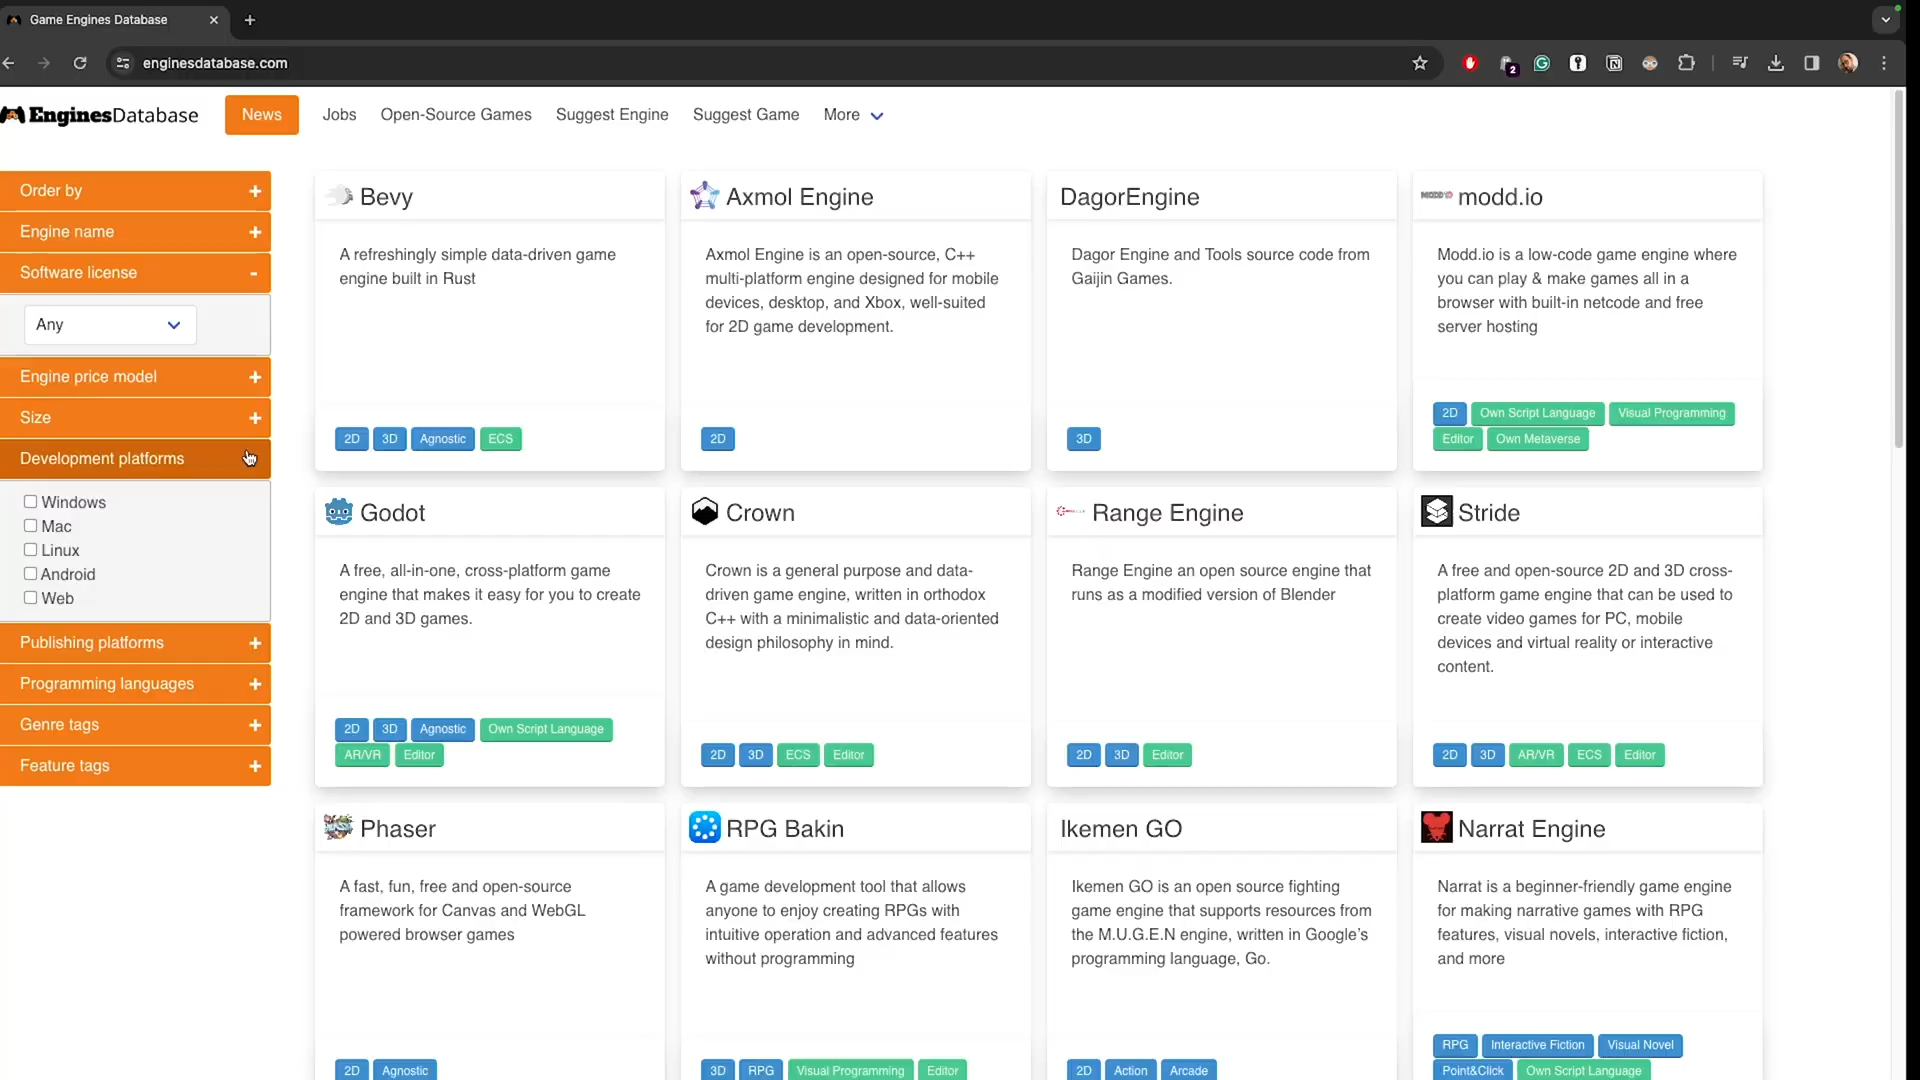 Game Engines Database
enginesdatabase.com
2
EnginesDatabase
News
Jobs
Open-Source Games
Suggest Engine
Suggest Game
More
Order by
Engine name
Software license
Any
Engine price model
Size
Development platforms
Windows
Mac
Linux
Android
Web
Publishing platforms
Programming languages
Genre tags
Feature tags
Bevy
A refreshingly simple data-driven game
engine built in Rust
2D 3D Agnostic ECS
Axmol Engine
Axmol Engine is an open-source, C++
multi-platform engine designed for mobile
devices, desktop, and Xbox, well-suited
for 2D game development.
2D
DagorEngine
Dagor Engine and Tools source code from
Gaijin Games.
3D
modd.io
Modd.io is a low-code game engine where
you can play & make games all in a
browser with built-in netcode and free
server hosting
2D Own Script Language Visual Programming
Editor Own Metaverse
Godot
A free, all-in-one, cross-platform game
engine that makes it easy for you to create
2D and 3D games.
2D 3D Agnostic Own Script Language
AR/VR Editor
Crown
Crown is a general purpose and data-
driven game engine, written in orthodox
C++ with a minimalistic and data-oriented
design philosophy in mind.
2D 3D ECS Editor
Range Engine
Range Engine an open source engine that
runs as a modified version of Blender
2D 3D Editor
Stride
A free and open-source 2D and 3D cross-
platform game engine that can be used to
create video games for PC, mobile
devices and virtual reality or interactive
content.
2D 3D AR/VR ECS Editor
Phaser
A fast, fun, free and open-source
framework for Canvas and WebGL
powered browser games
2D Agnostic
RPG Bakin
A game development tool that allows
anyone to enjoy creating RPGs with
intuitive operation and advanced features
without programming
3D RPG Visual Programming Editor
Ikemen GO
Ikemen GO is an open source fighting
game engine that supports resources from
the M.U.G.E.N engine, written in Google's
programming language, Go.
2D Action Arcade
Narrat Engine
Narrat is a beginner-friendly game engine
for making narrative games with RPG
features, visual novels, interactive fiction,
and more
RPG Interactive Fiction Visual Novel
Point&Click Own Script Language